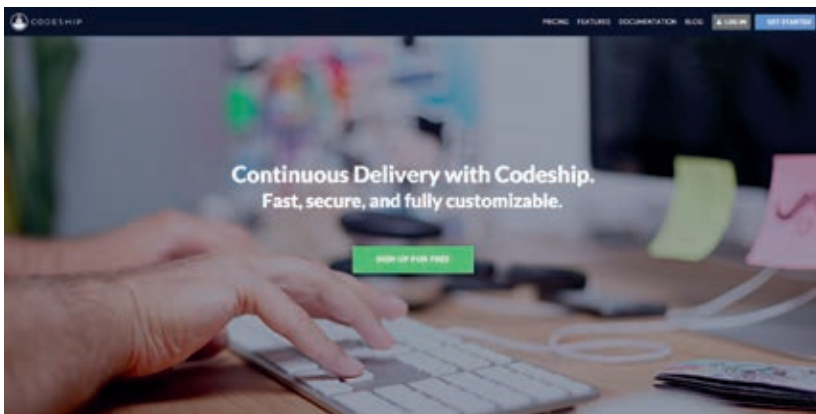 CODESHIP
PRICING FEATURES DOCUMENTATION BLOG LOG IN GET STARTED
Continuous Delivery with Codeship.
Fast, secure, and fully customizable.
SIGN UP FOR FREE